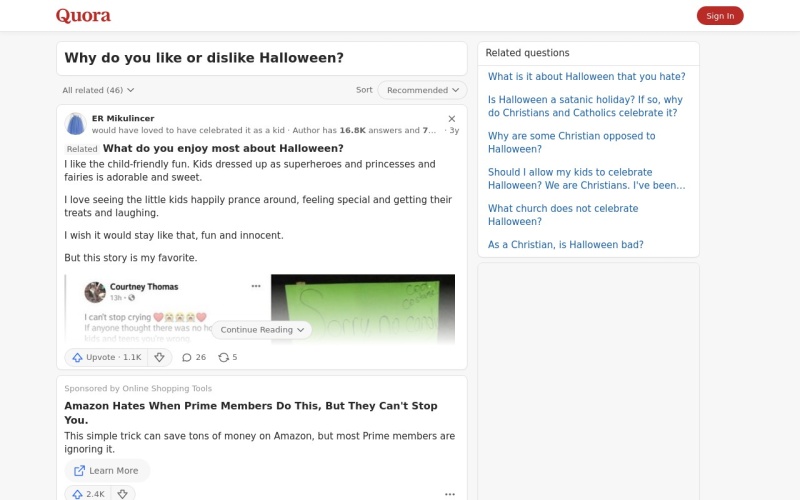 Quora
Sign In
Why do you like or dislike Halloween?
All related (46)
Sort
Recommended
ER Mikulincer
would have loved to have celebrated it as a kid · Author has 16.8K answers and 7… · 3y
Related What do you enjoy most about Halloween?
I like the child-friendly fun. Kids dressed up as superheroes and princesses and
fairies is adorable and sweet.
I love seeing the little kids happily prance around, feeling special and getting their
treats and laughing.
I wish it would stay like that, fun and innocent.
But this story is my favorite.
Courtney Thomas
13h
I can't stop crying
If anyone thought there was no
kids and teens you're wrong.
Sorry
Continue Reading
Upvote · 1.1K
26
5
Sponsored by Online Shopping Tools
Amazon Hates When Prime Members Do This, But They Can't Stop
You.
This simple trick can save tons of money on Amazon, but most Prime members are
ignoring it.
Learn More
2.4K
Related questions
What is it about Halloween that you hate?
Is Halloween a satanic holiday? If so, why
do Christians and Catholics celebrate it?
Why are some Christian opposed to
Halloween?
Should I allow my kids to celebrate
Halloween? We are Christians. I've been…
What church does not celebrate
Halloween?
As a Christian, is Halloween bad?